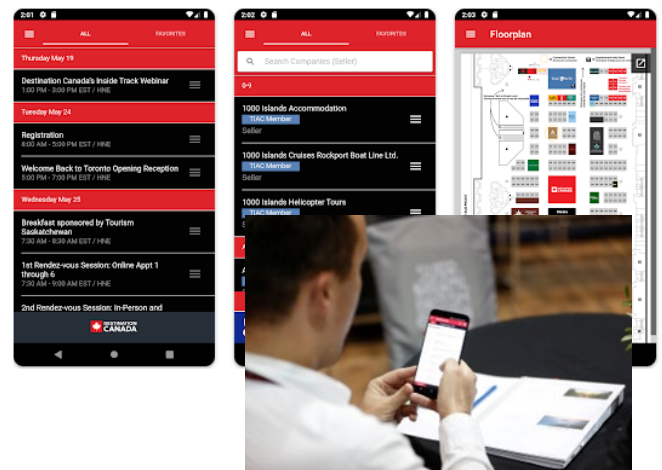 2:01
ALL
FAVORITES
Thursday May 19
Destination Canada's Inside Track Webinar
1:00 PM - 3:00 PM EST / HNE
Tuesday May 24
Registration
8:00 AM - 5:00 PM EST / HNE
Welcome Back to Toronto Opening Reception
5:00 PM - 7:00 PM EST / HNE
Wednesday May 25
Breakfast sponsored by Tourism
Saskatchewan
7:30 AM - 8:30 AM EST / HNE
1st Rendez-vous Session: Online Appt 1
through 6
7:30 AM - 9:00 AM EST / HNE
2nd Rendez-vous Session: In-Person and
DESTINATION
CANADA
2:02
ALL
FAVORITES
Search Companies (Seller)
1000 Islands Accommodation
TIAC Member
Seller
1000 Islands Cruises Rockport Boat Line Ltd.
TIAC Member
Seller
1000 Islands Helicopter Tours
TIAC Member
2:03
Floorplan